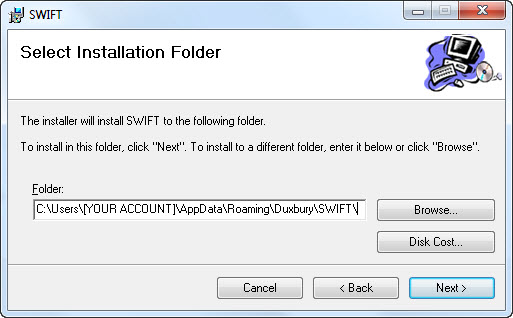 SWIFT
Select Installation Folder
The installer will install SWIFT to the following folder.
To install in this folder, click "Next". To install to a different folder, enter it below or click "Browse".
Folder:
C:\Users\[YOUR ACCOUNT]\AppData\Roaming\Duxbury\SWIFT\
Browse...
Disk Cost...
Cancel
< Back
Next >